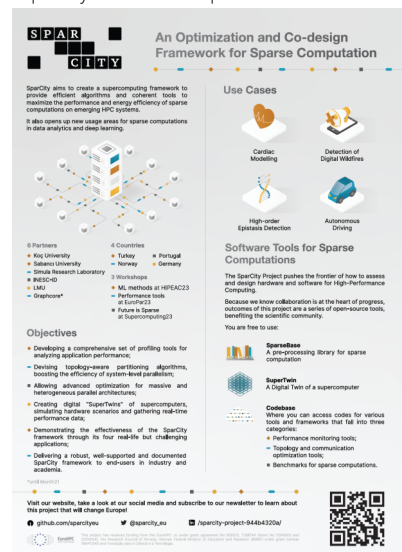 SPAR
CITY
An Optimization and Co-design
Framework for Sparse Computation
SparCity aims to create a supercomputing framework to
provide efficient algorithms and coherent tools to
maximize the performance and energy efficiency of sparse
computations on emerging HPC systems.
It also opens up new usage areas for sparse computations
in data analytics and deep learning.
6 Partners
Koç University
Sabanci University
Simula Research Laboratory
INESC-ID
LMU
Graphcore*
4 Countries
Turkey
Portugal
Norway
Germany
3 Workshops
ML methods at HIPEAC23
Performance tools
at EuroPar23
Future is Sparse
at Supercomputing23
Objectives
Developing a comprehensive set of profiling tools for
analyzing application performance;
Devising topology-aware partitioning algorithms,
boosting the efficiency of system-level parallelism;
Allowing advanced optimization for massive and
heterogeneous parallel architectures;
Creating digital "SuperTwins" of supercomputers,
simulating hardware scenarios and gathering real-time
performance data;
Demonstrating the effectiveness of the SparCity
framework through its four real-life but challenging
applications;
Delivering a robust, well-supported and documented
SparCity framework to end-users in industry and
academia.
*until Month21
Use Cases
Cardiac
Modelling
Detection of
Digital Wildfires
High-order
Epistasis Detection
Autonomous
Driving
Software Tools for Sparse
Computations
The SparCity Project pushes the frontier of how to assess
and design hardware and software for High-Performance
Computing.
Because we know collaboration is at the heart of progress,
outcomes of this project are a series of open-source tools,
benefiting the scientific community.
You are free to use:
SparseBase
A pre-processing library for sparse
computation
SuperTwin
A Digital Twin of a supercomputer
Codebase
Where you can access codes for various
tools and frameworks that fall into three
categories:
Performance monitoring tools;
Topology and communication
optimization tools;
Benchmarks for sparse computations.
Visit our website, take a look at our social media and subscribe to our newsletter to learn about
this project that will change Europe!
github.com/sparcityeu
@sparcity_eu
/sparcity-project-944b4320a/
EuroHPC